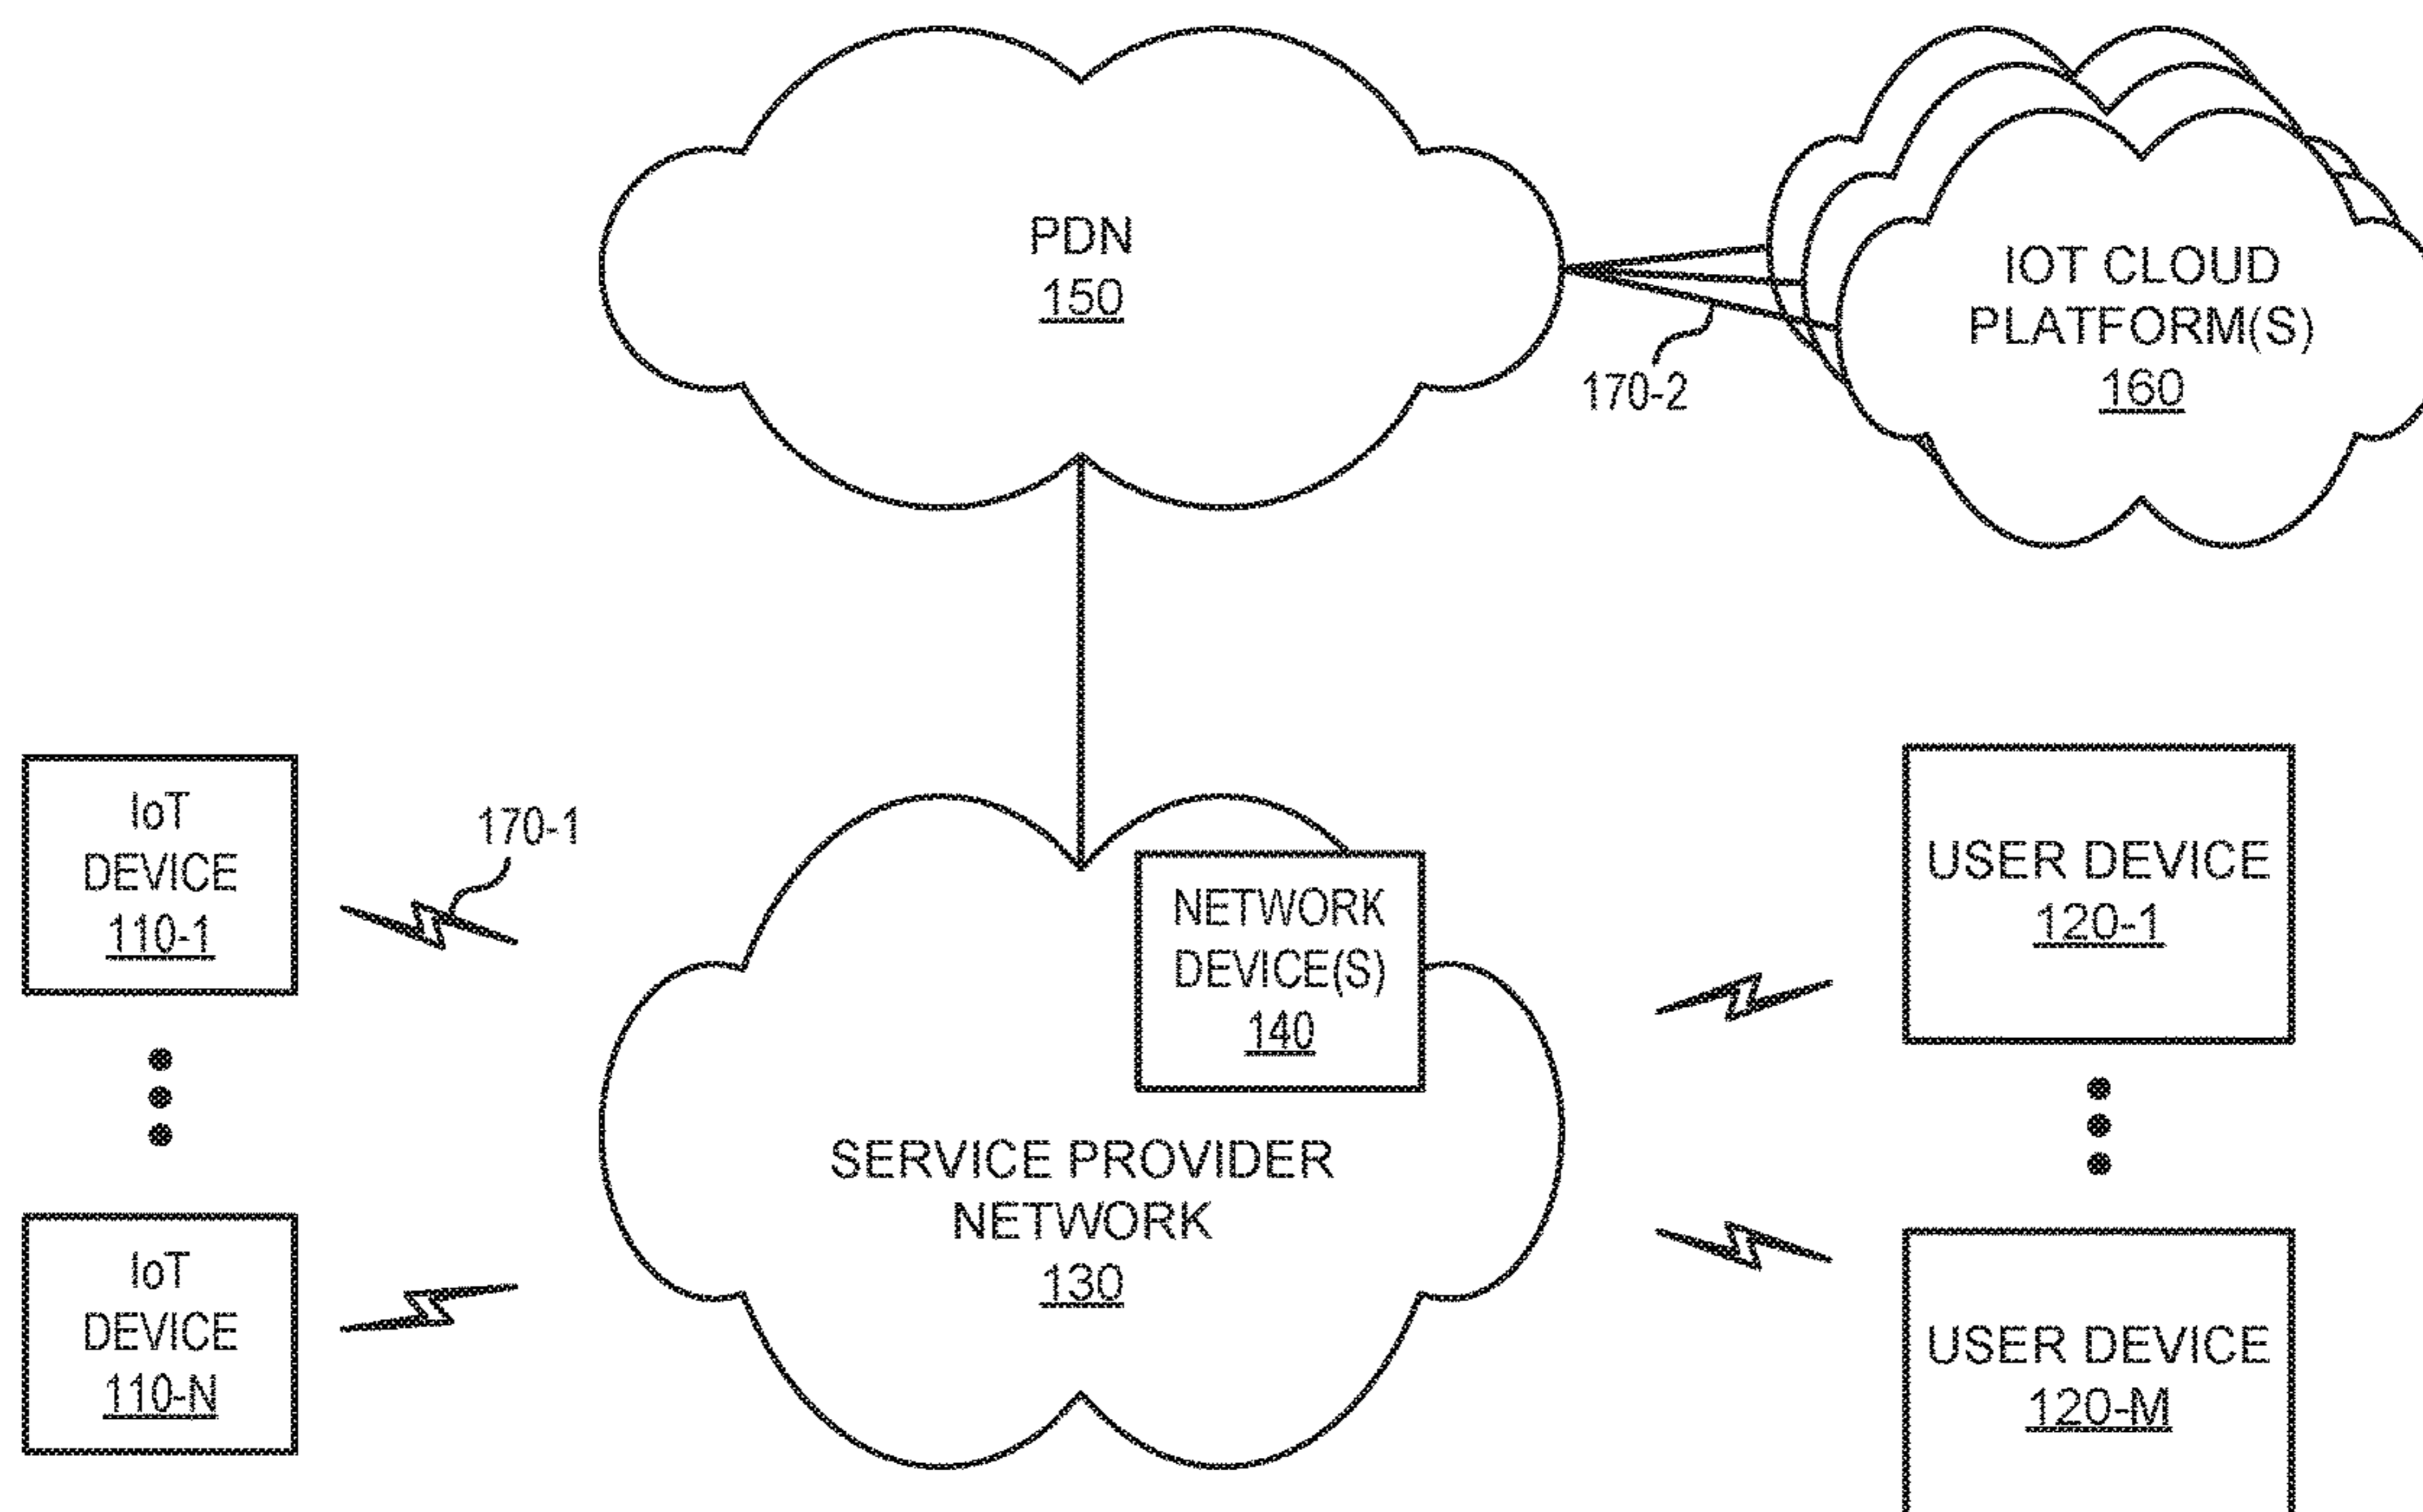 PDN
150
IOT CLOUD
PLATFORM(S)
160
170-2
IoT
DEVICE
110-1
170-1
NETWORK
DEVICE(S)
140
USER DEVICE
120-1
SERVICE PROVIDER
NETWORK
130
IoT
DEVICE
110-N
USER DEVICE
120-M